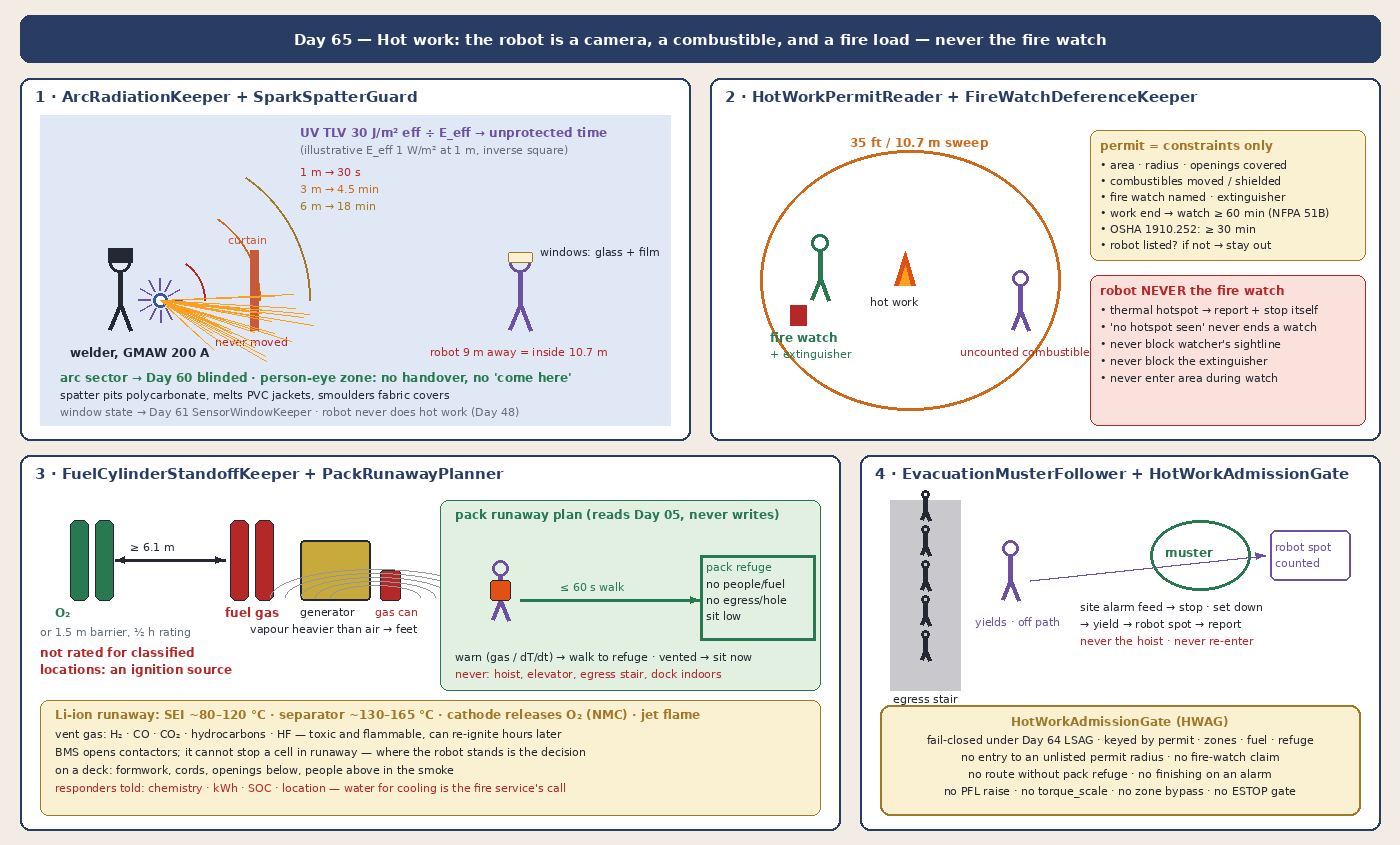 Day 65 — Hot work: the robot is a camera, a combustible, and a fire load — never the fire watch
1 · ArcRadiationKeeper + SparkSpatterGuard
UV TLV 30 J/m² eff ÷ E_eff → unprotected time
(illustrative E_eff 1 W/m² at 1 m, inverse square)
1 m → 30 s
3 m → 4.5 min
6 m → 18 min
curtain
windows: glass + film
never moved
welder, GMAW 200 A
robot 9 m away = inside 10.7 m
arc sector → Day 60 blinded · person-eye zone: no handover, no 'come here'
spatter pits polycarbonate, melts PVC jackets, smoulders fabric covers
window state → Day 61 SensorWindowKeeper · robot never does hot work (Day 48)
2 · HotWorkPermitReader + FireWatchDeferenceKeeper
35 ft / 10.7 m sweep
hot work
fire watch
+ extinguisher
uncounted combustible
permit = constraints only
• area · radius · openings covered
• combustibles moved / shielded
• fire watch named · extinguisher
• work end → watch ≥ 60 min (NFPA 51B)
• OSHA 1910.252: ≥ 30 min
• robot listed? if not → stay out
robot NEVER the fire watch
• thermal hotspot → report + stop itself
• 'no hotspot seen' never ends a watch
• never block watcher's sightline
• never block the extinguisher
• never enter area during watch
3 · FuelCylinderStandoffKeeper + PackRunawayPlanner
≥ 6.1 m
O₂
fuel gas
generator
gas can
or 1.5 m barrier, ½ h rating
vapour heavier than air → feet
not rated for classified
locations: an ignition source
pack runaway plan (reads Day 05, never writes)
≤ 60 s walk
pack refuge
no people/fuel
no egress/hole
sit low
warn (gas / dT/dt) → walk to refuge · vented → sit now
never: hoist, elevator, egress stair, dock indoors
Li-ion runaway: SEI ~80–120 °C · separator ~130–165 °C · cathode releases O₂ (NMC) · jet flame
vent gas: H₂ · CO · CO₂ · hydrocarbons · HF — toxic and flammable, can re-ignite hours later
BMS opens contactors; it cannot stop a cell in runaway — where the robot stands is the decision
on a deck: formwork, cords, openings below, people above in the smoke
responders told: chemistry · kWh · SOC · location — water for cooling is the fire service's call
4 · EvacuationMusterFollower + HotWorkAdmissionGate
muster
robot spot
counted
yields · off path
site alarm feed → stop · set down
→ yield → robot spot → report
never the hoist · never re-enter
egress stair
HotWorkAdmissionGate (HWAG)
fail-closed under Day 64 LSAG · keyed by permit · zones · fuel · refuge
no entry to an unlisted permit radius · no fire-watch claim
no route without pack refuge · no finishing on an alarm
no PFL raise · no torque_scale · no zone bypass · no ESTOP gate